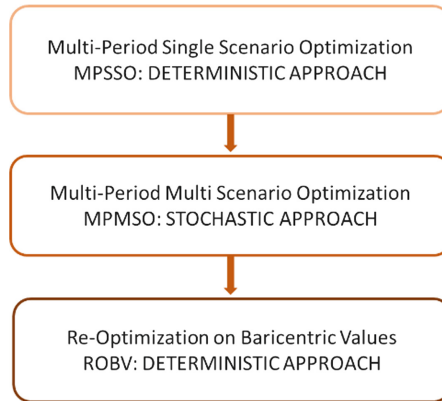 Multi-Period Single Scenario Optimization
MPSSO: DETERMINISTIC APPROACH
Multi-Period Multi Scenario Optimization
MPMSO: STOCHASTIC APPROACH
Re-Optimization on Baricentric Values
ROBV: DETERMINISTIC APPROACH